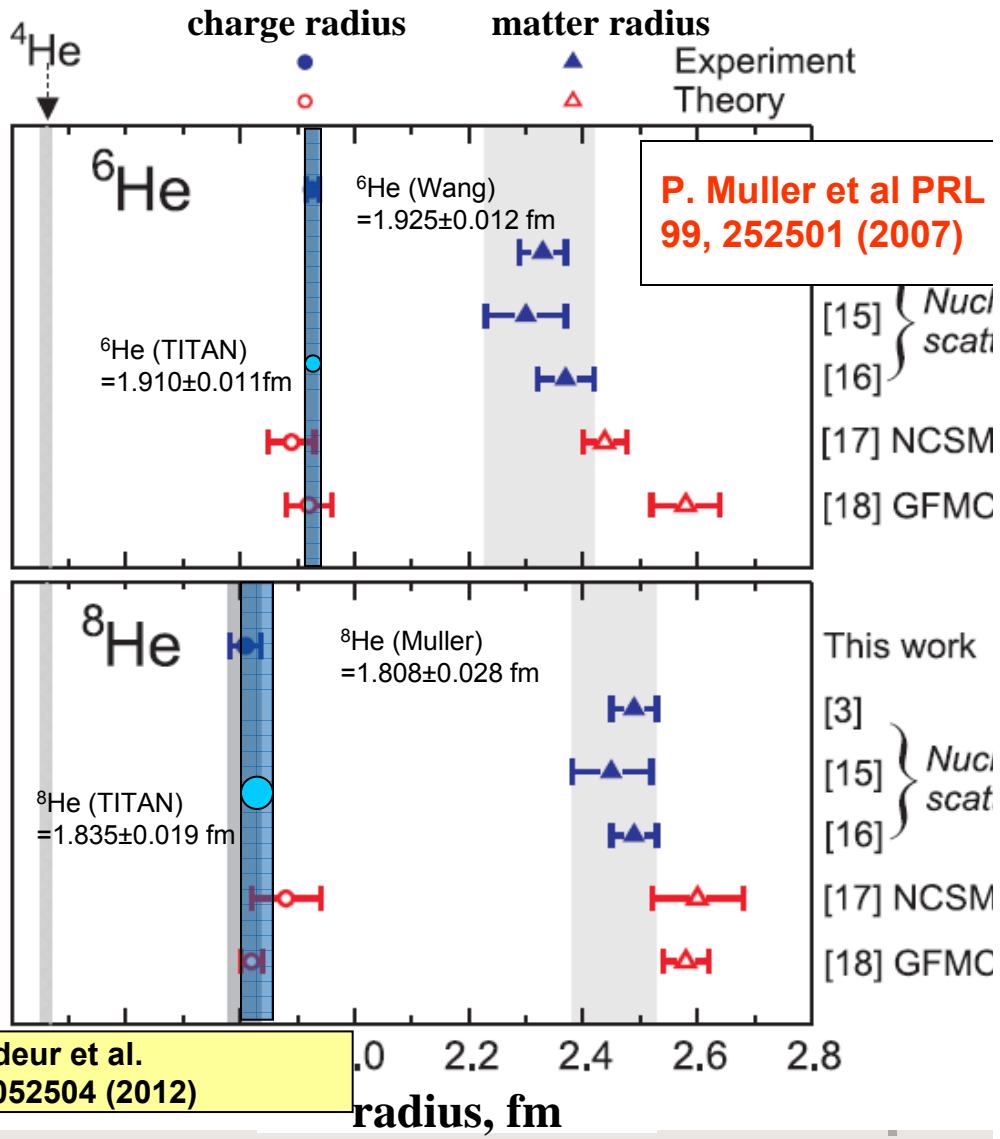 charge radius matter radius
⁴He
Experiment
Theory
⁶He
⁶He (Wang)
=1.925±0.012 fm
P. Muller et al PRL
99, 252501 (2007)
[15]
[16]
⁶He (TITAN)
=1.910±0.011fm
[17] NCSM
[18] GFMC
⁸He
⁸He (Muller)
=1.808±0.028 fm
This work
[3]
[15]
[16]
⁸He (TITAN)
=1.835±0.019 fm
[17] NCSM
[18] GFMC
deur et al.
052504 (2012)
.0 2.2 2.4 2.6 2.8
radius, fm